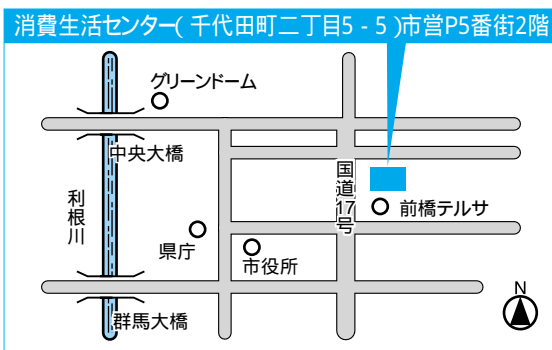 消費生活センター(千代田町二丁目5-5)市営P5番街2階
グリーンドーム
中央大橋
利根川
国道17号
前橋テルサ
県庁
市役所
群馬大橋
N